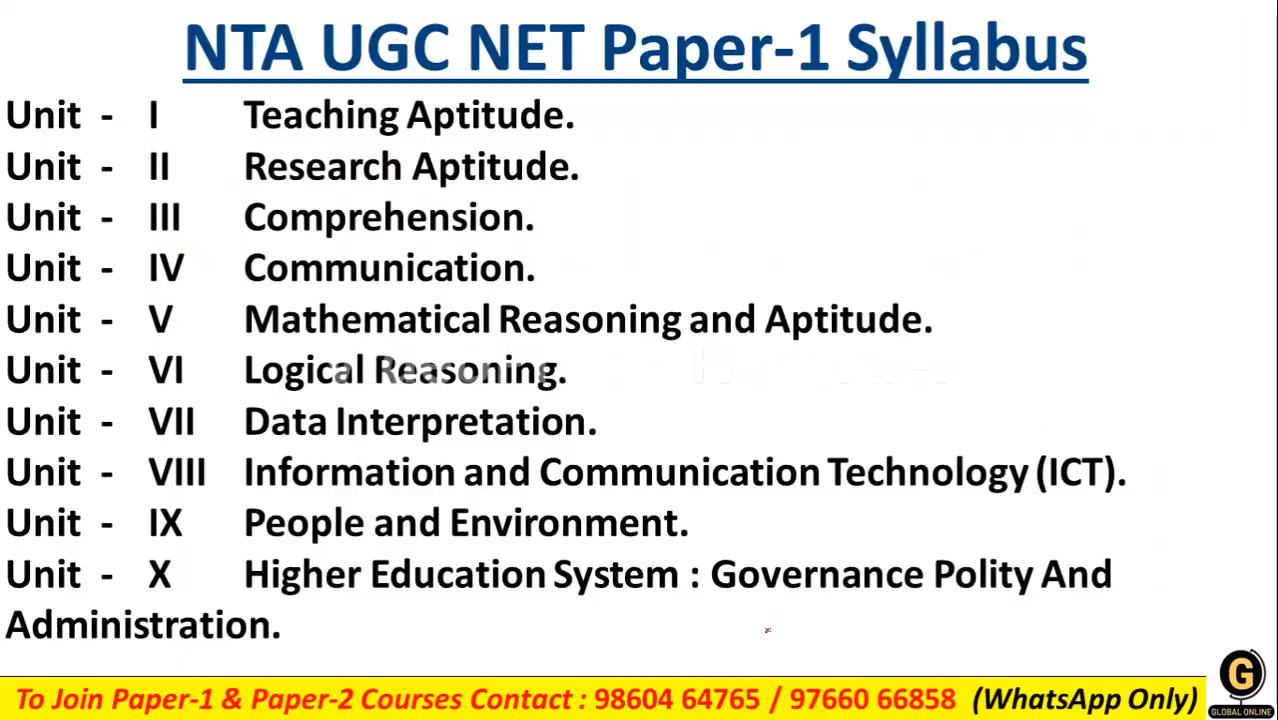 NTA UGC NET Paper-1 Syllabus
Unit - I Teaching Aptitude.
Unit - II Research Aptitude.
Unit - III Comprehension.
Unit - IV Communication.
Unit - V Mathematical Reasoning and Aptitude.
Unit - VI Logical Reasoning.
Unit - VII Data Interpretation.
Unit - VIII Information and Communication Technology (ICT).
Unit - IX People and Environment.
Unit - X Higher Education System : Governance Polity And
Administration.
To Join Paper-1 & Paper-2 Courses Contact : 98604 64765 / 97660 66858 (WhatsApp Only)
G
GLOBAL ONLINE